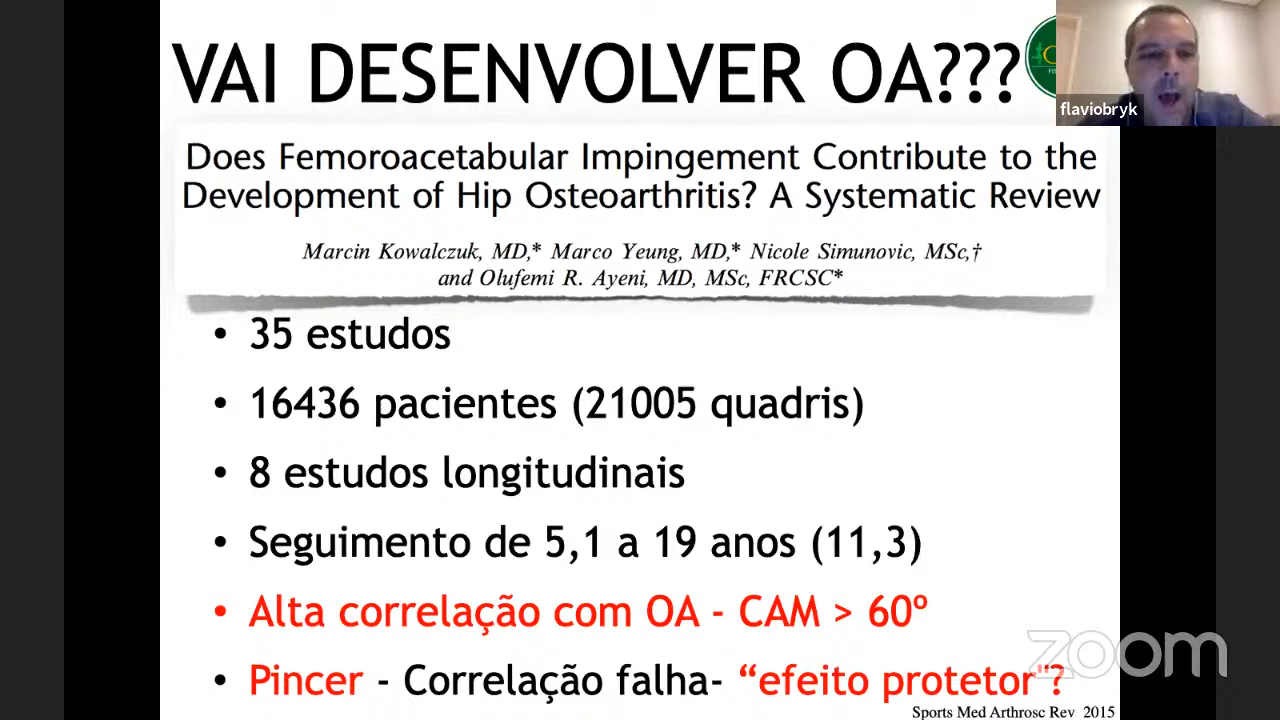 VAI DESENVOLVER OA???
flaviobryk
Does Femoroacetabular Impingement Contribute to the
Development of Hip Osteoarthritis? A Systematic Review
Marcin Kowalczuk, MD,* Marco Yeung, MD,* Nicole Simunovic, MSc,†
and Olufemi R. Ayeni, MD, MSc, FRCSC*
• 35 estudos
• 16436 pacientes (21005 quadris)
• 8 estudos longitudinais
• Seguimento de 5,1 a 19 anos (11,3)
• Alta correlação com OA - CAM > 60º
• Pincer - Correlação falha- “efeito protetor"?
zoom
Sports Med Arthrosc Rev 2015